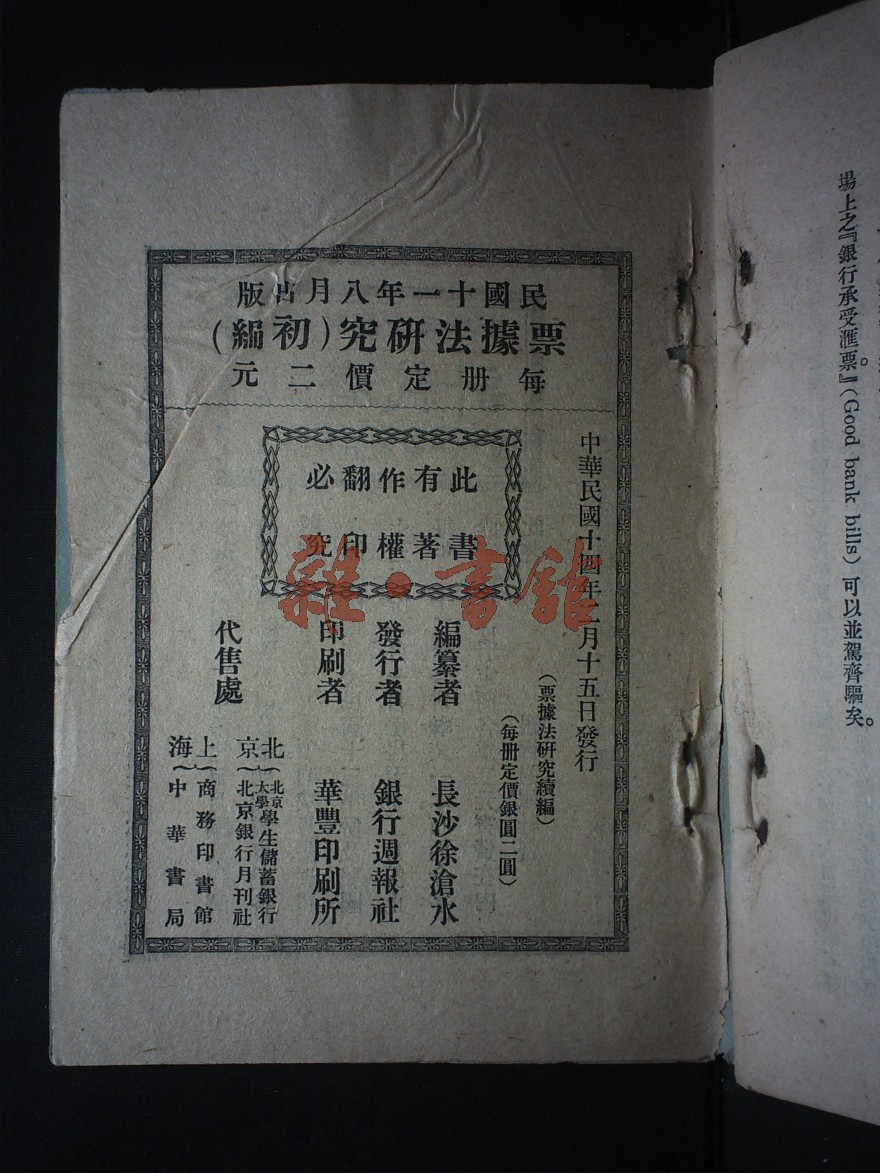 場上之『銀行承受滙票』(Good bank bills)可以並駕齊驅矣。
民國十一年八月出版
票據法研究(初編)
每册定價二元
中華民國十四年月十五日發行
(票據法研究續編)
(每册定價銀圓二圓)
此書
有著
作權
翻印
必究
編纂者 長沙徐滄水
發行者 銀行週報社
印刷者 華豐印刷所
代售處
北京
北京大學學生儲蓄銀行
北京銀行月刊社
上海
商務印書館
中華書局
雜·書館